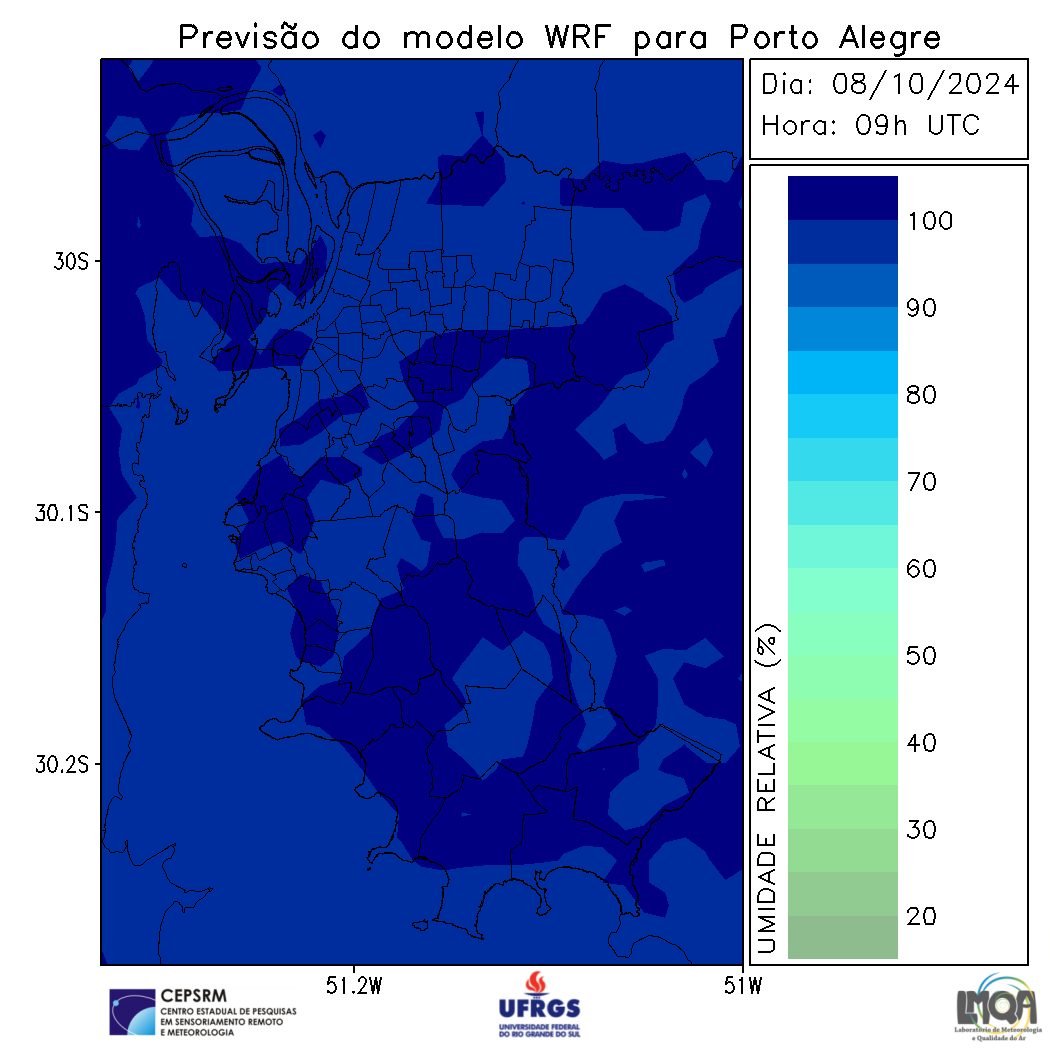 Previsão do modelo WRF para Porto Alegre
Dia: 08/10/2024
Hora: 09h UTC
30S
30.1S
30.2S
51.2W
51W
UMIDADE RELATIVA (%)
100
90
80
70
60
50
40
30
20
CEPSRM
CENTRO ESTADUAL DE PESQUISAS
EM SENSORIAMENTO REMOTO
E METEOROLOGIA
UFRGS
UNIVERSIDADE FEDERAL
DO RIO GRANDE DO SUL
LMQA
Laboratório de Meteorologia
e Qualidade do Ar